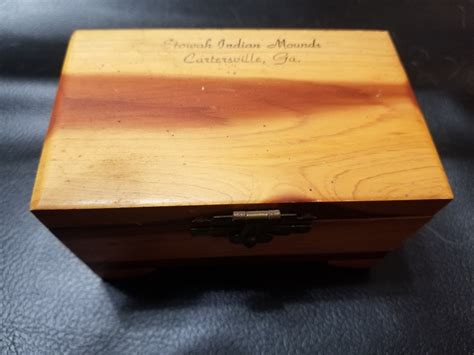 Etowah Indian Mounds
Cartersville, Ga.